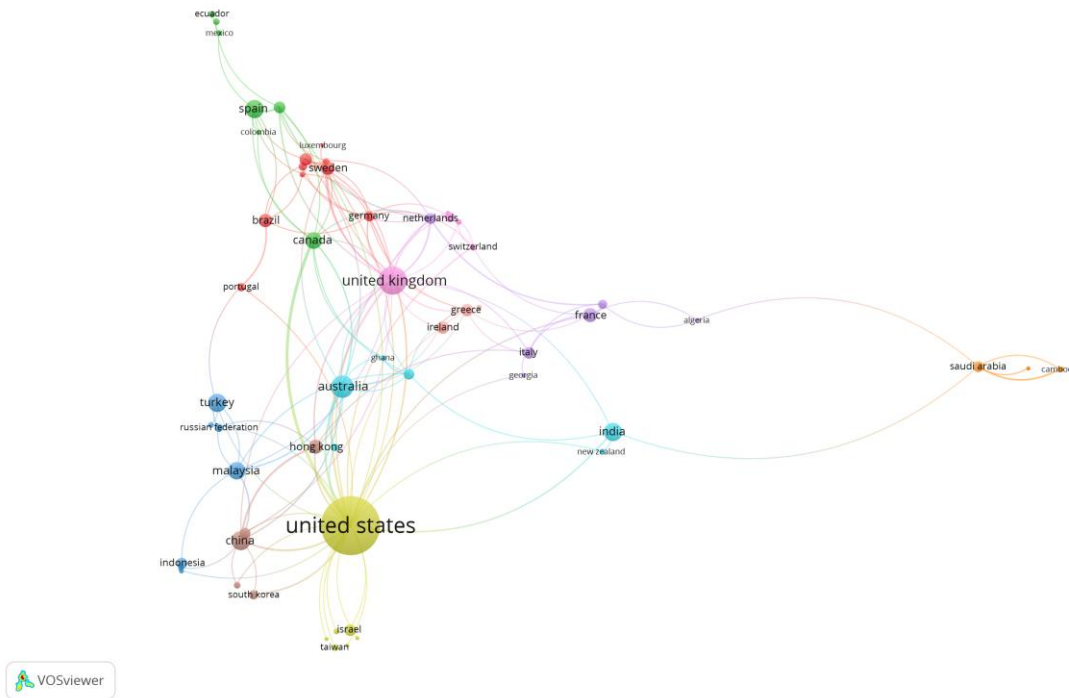 ecuador
mexico
spain
colombia
luxembourg
sweden
brazil
germany
netherlands
canada
switzerland
united kingdom
portugal
greece
france
algeria
ireland
italy
ghana
georgia
saudi arabia
australia
turkey
russian federation
india
hong kong
new zealand
malaysia
united states
china
indonesia
south korea
israel
taiwan
VOSviewer